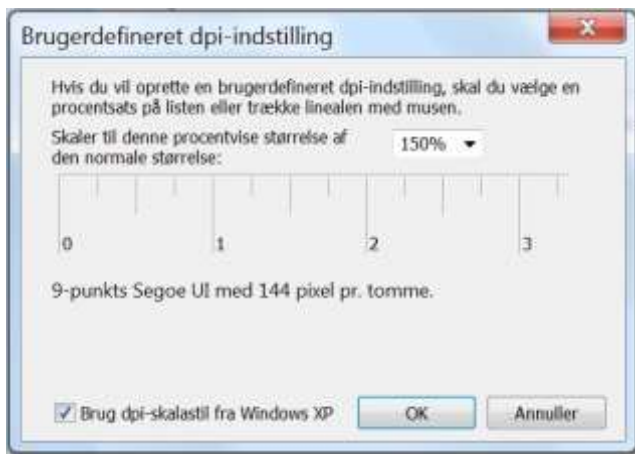 Brugerdefineret dpi-indstilling
Hvis du vil oprette en brugerdefineret dpi-indstilling, skal du vælge en
procentsats på listen eller trække linealen med musen.
Skaler til denne procentvise størrelse af
den normale størrelse:
150%
0 1 2 3
9-punkts Segoe UI med 144 pixel pr. tomme.
Brug dpi-skalastil fra Windows XP
OK
Annuller